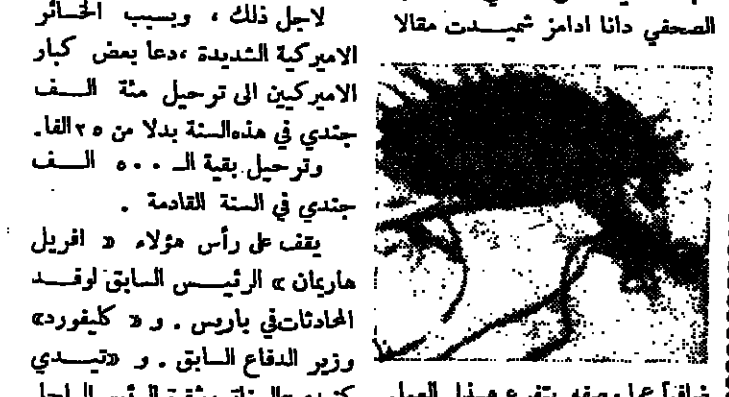 الصحفي دانا ادامز شميدت مقالا
لاجل ذلك ، وبسبب الخسائر
الاميركية الشديدة ،دعا بعض كبار
الاميركيين الى ترحيل مئة الف
جندي في هذه السنة بدلا من ٢٥ الفا.
وترحيل بقية الـ ٥٠٠ الف
جندي في السنة القادمة .
يقف على رأس هؤلاء « افريل
هاريمان » الرئيس السابق لوفد
المحادثات في باريس . و « كليفورد»
وزير الدفاع السابق . و «تيدي